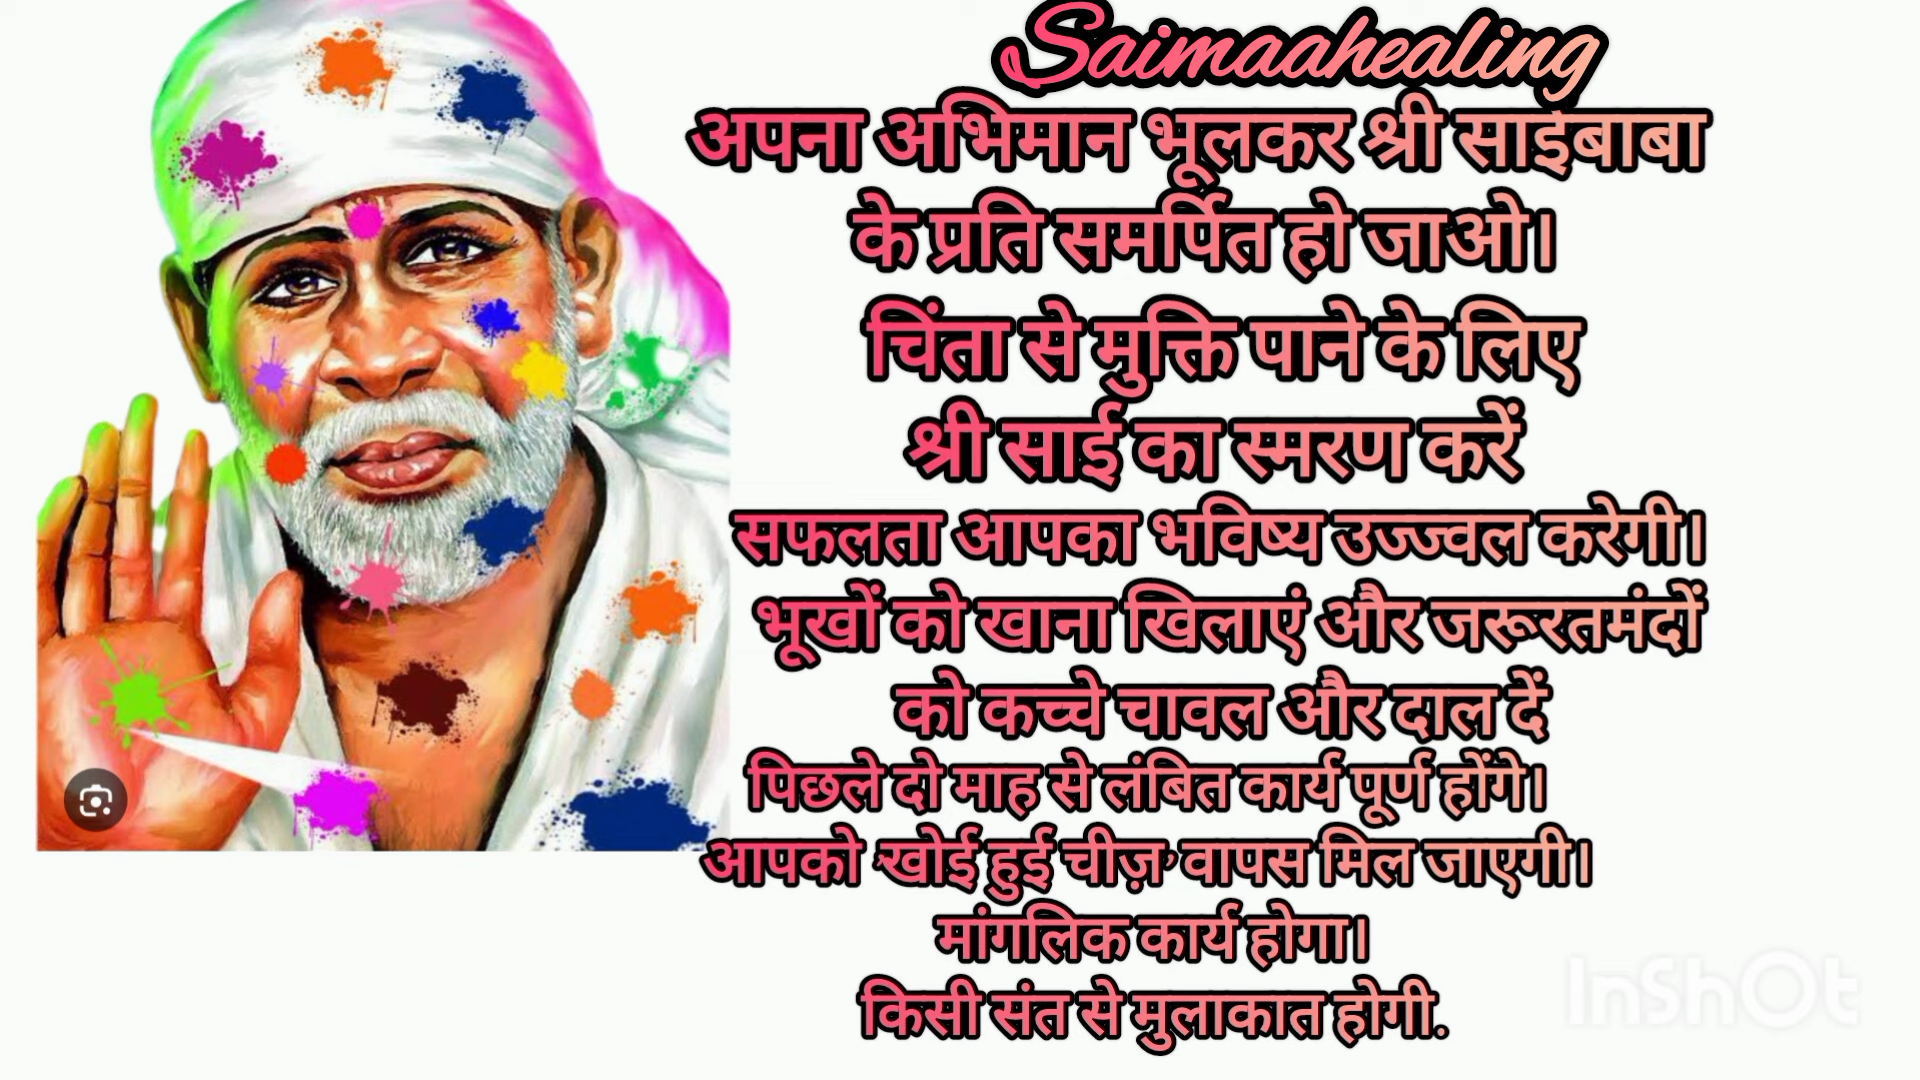 Saimaahealing
अपना अभिमान भूलकर श्री साईबाबा
के प्रति समर्पित हो जाओ।
चिंता से मुक्ति पाने के लिए
श्री साई का स्मरण करें
सफलता आपका भविष्य उज्ज्वल करेगी।
भूखों को खाना खिलाएं और जरूरतमंदों
को कच्चे चावल और दाल दें
पिछले दो माह से लंबित कार्य पूर्ण होंगे।
आपको ‘खोई हुई चीज़’ वापस मिल जाएगी।
मांगलिक कार्य होगा।
किसी संत से मुलाकात होगी.
InShOt